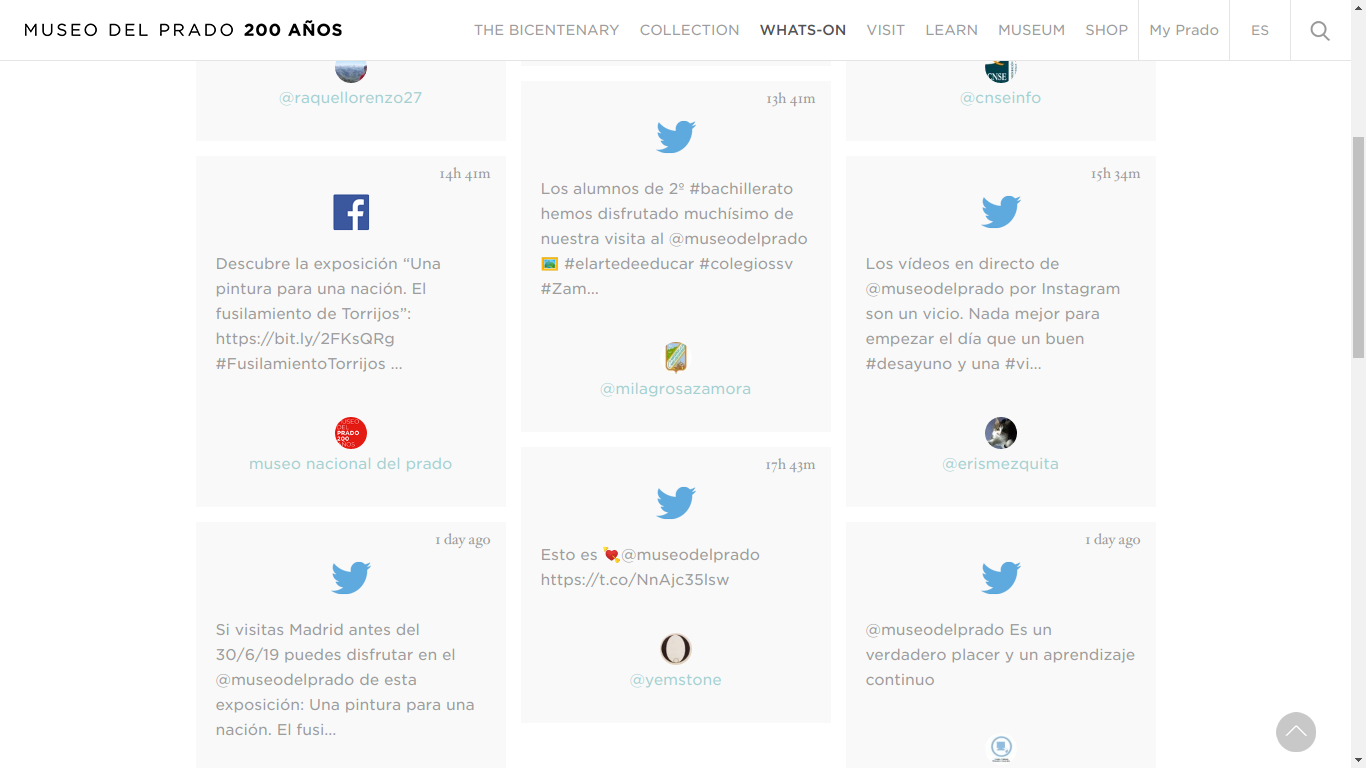 MUSEO DEL PRADO 200 AÑOS
THE BICENTENARY COLLECTION WHATS-ON VISIT LEARN MUSEUM SHOP My Prado ES
@raquellorenzo27
14h 41m
Descubre la exposición “Una
pintura para una nación. El
fusilamiento de Torrijos”:
https://bit.ly/2FKsQRg
#FusilamientoTorrijos ...
MUSEO
DEL
PRADO
200
AÑOS
museo nacional del prado
1 day ago
Si visitas Madrid antes del
30/6/19 puedes disfrutar en el
@museodelprado de esta
exposición: Una pintura para una
nación. El fusi...
13h 41m
Los alumnos de 2º #bachillerato
hemos disfrutado muchísimo de
nuestra visita al @museodelprado
🖼️ #elartedeeducar #colegiossv
#Zam...
@milagrosazamora
17h 43m
Esto es 💘@museodelprado
https://t.co/NnAjc35lsw
@yemstone
CNSE
@cnseinfo
15h 34m
Los vídeos en directo de
@museodelprado por Instagram
son un vicio. Nada mejor para
empezar el día que un buen
#desayuno y una #vi...
@erismezquita
1 day ago
@museodelprado Es un
verdadero placer y un aprendizaje
continuo